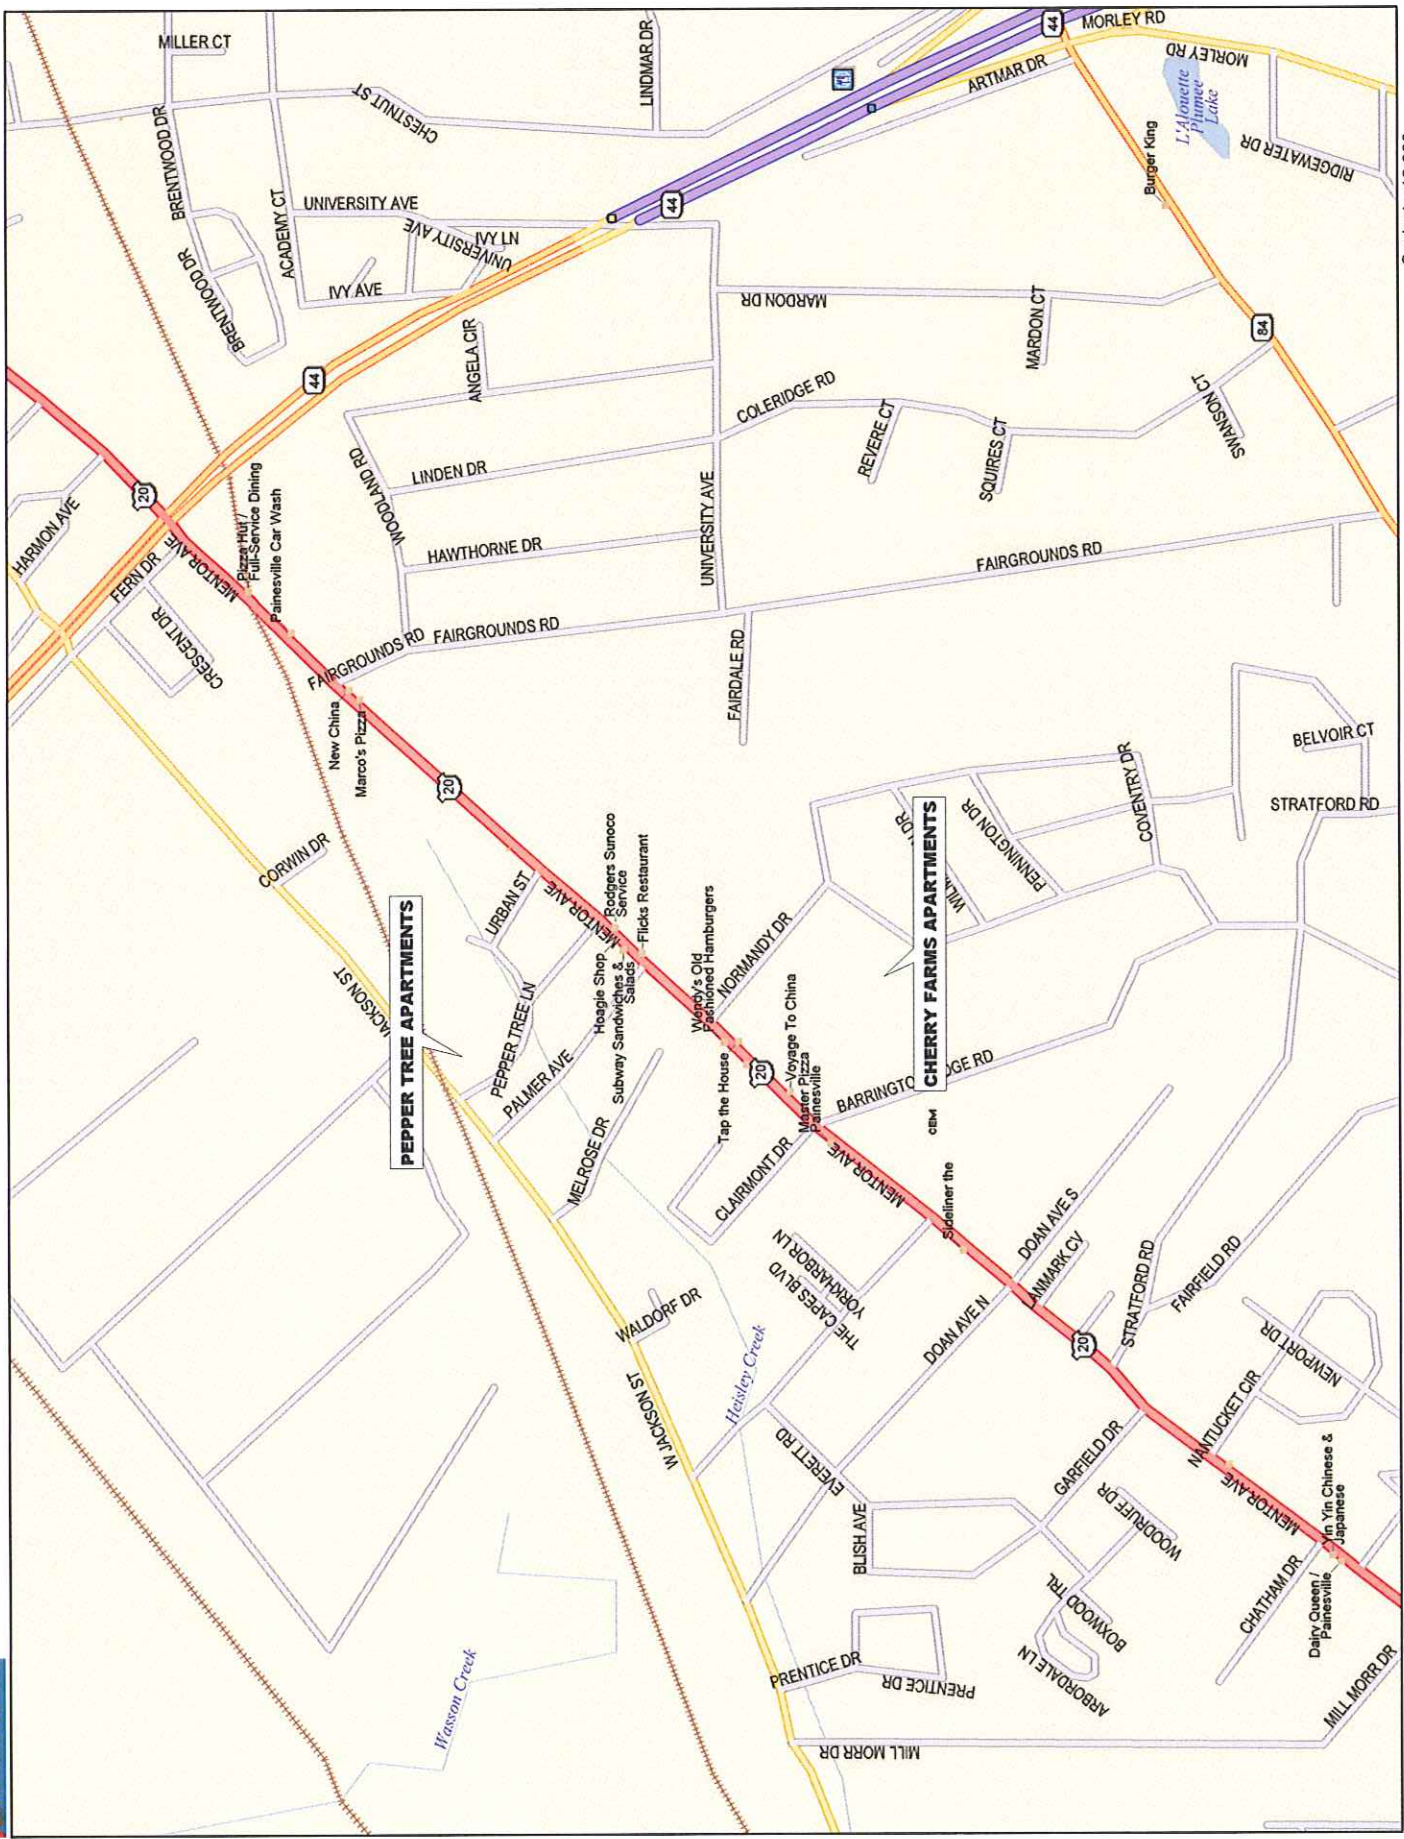 MILLER CT
BRENTWOOD DR
BRENTWOOD DR
CHESTNUT ST
LINDMAR DR
44
MORLEY RD
MORLEY RD
ARTMAR DR
L'Alouette
Plumee
Lake
RIDGEWATER DR
Burger King
ACADEMY CT
UNIVERSITY AVE
UNIVERSITY AVE
IVY LN
IVY AVE
44
44
ANGELA CIR
MARDON DR
MARDON CT
84
COLERIDGE RD
REVERE CT
SQUIRES CT
SWANSON CT
WOODLAND RD
LINDEN DR
HAWTHORNE DR
UNIVERSITY AVE
FAIRGROUNDS RD
FAIRGROUNDS RD
FAIRGROUNDS RD
FAIRDALE RD
HARMON AVE
20
FERN DR
MENTOR AVE
CRESCENT DR
Pizza Hut /
Full-Service Dining
Painesville Car Wash
New China
Marco's Pizza
20
CORWIN DR
JACKSON ST
PEPPER TREE APARTMENTS
URBAN ST
MENTOR AVE
Rodgers Sunoco
Service
Flicks Restaurant
Hoagie Shop
Subway Sandwiches &
Salads
PEPPER TREE LN
PALMER AVE
MELROSE DR
Wendy's Old
Fashioned Hamburgers
NORMANDY DR
Tap the House
20
Voyage To China
Master Pizza
Painesville
CHERRY FARMS APARTMENTS
PENNINGTON DR
COVENTRY DR
BELVOIR CT
STRATFORD RD
CEM
CLAIRMONT DR
MENTOR AVE
Sideliner the
YORKHARBOR LN
THE CAPES BLVD
WALDORF DR
Heisley Creek
W JACKSON ST
DOAN AVE N
DOAN AVE S
LANMARK CV
20
STRATFORD RD
FAIRFIELD RD
NEWPORT DR
NANTUCKET CIR
EVERETT RD
BLISH AVE
GARFIELD DR
WOODRUFF DR
BOXWOOD TRL
ARBORDALE LN
MENTOR AVE
Yin Yin Chinese &
Japanese
CHATHAM DR
Dairy Queen /
Painesville
PRENTICE DR
PRENTICE DR
MILL MORR DR
MILL MORR DR
Wasson Creek